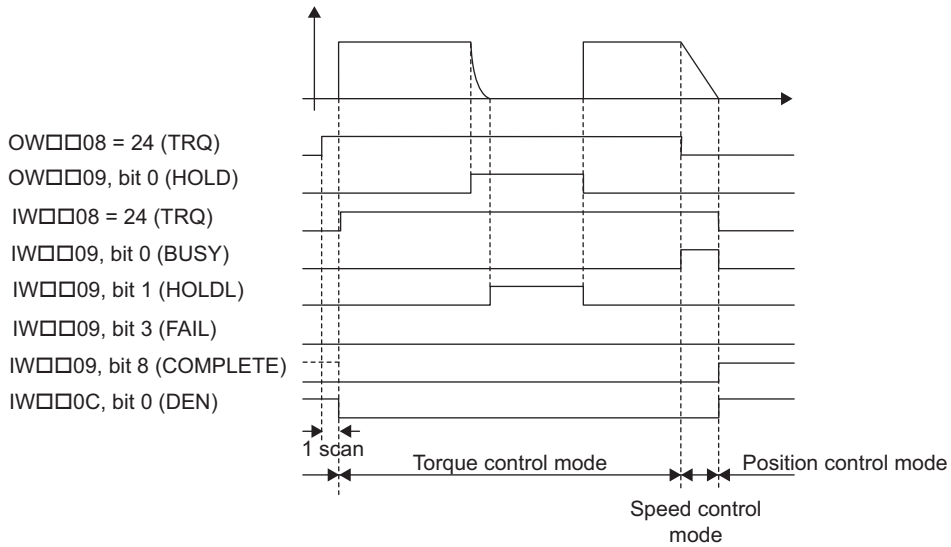 OW□□08 = 24 (TRQ)
OW□□09, bit 0 (HOLD)
IW□□08 = 24 (TRQ)
IW□□09, bit 0 (BUSY)
IW□□09, bit 1 (HOLDL)
IW□□09, bit 3 (FAIL)
IW□□09, bit 8 (COMPLETE)
IW□□0C, bit 0 (DEN)
1 scan
Torque control mode
Position control mode
Speed control
mode